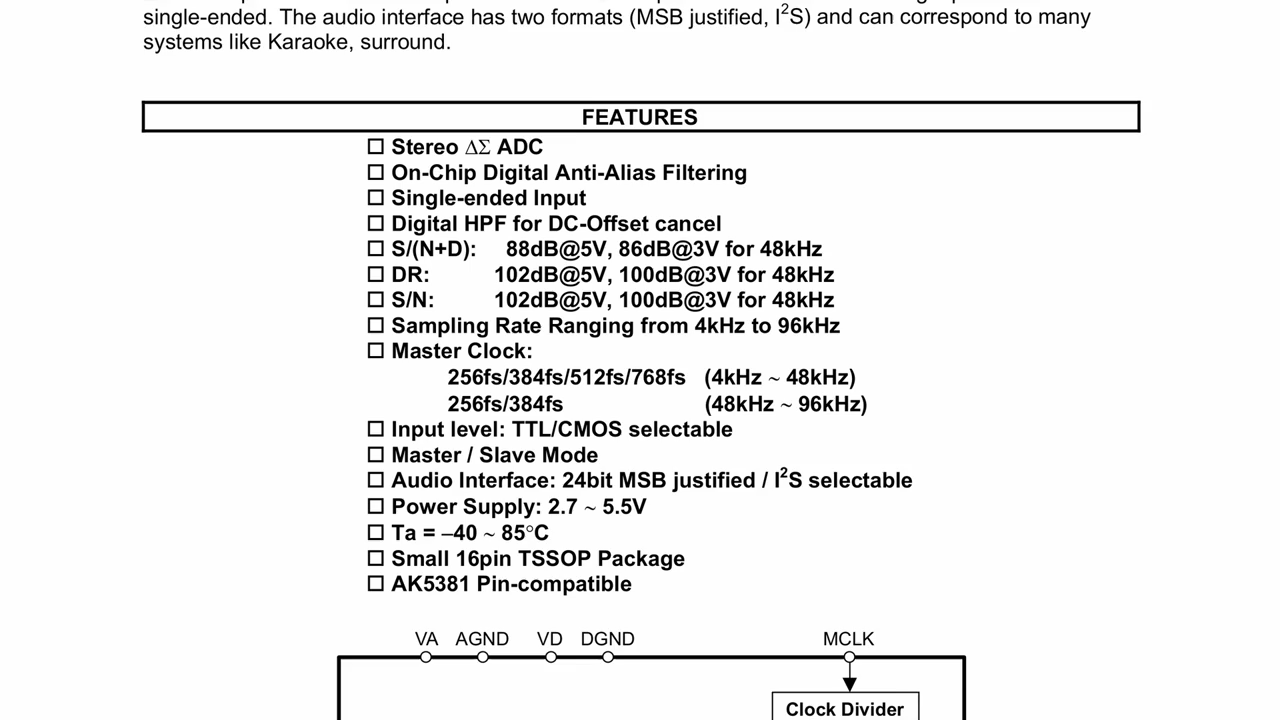 single-ended. The audio interface has two formats (MSB justified, I²S) and can correspond to many
systems like Karaoke, surround.
FEATURES
□ Stereo ΔΣ ADC
□ On-Chip Digital Anti-Alias Filtering
□ Single-ended Input
□ Digital HPF for DC-Offset cancel
□ S/(N+D): 88dB@5V, 86dB@3V for 48kHz
□ DR: 102dB@5V, 100dB@3V for 48kHz
□ S/N: 102dB@5V, 100dB@3V for 48kHz
□ Sampling Rate Ranging from 4kHz to 96kHz
□ Master Clock:
256fs/384fs/512fs/768fs (4kHz ~ 48kHz)
256fs/384fs (48kHz ~ 96kHz)
□ Input level: TTL/CMOS selectable
□ Master / Slave Mode
□ Audio Interface: 24bit MSB justified / I²S selectable
□ Power Supply: 2.7 ~ 5.5V
□ Ta = –40 ~ 85°C
□ Small 16pin TSSOP Package
□ AK5381 Pin-compatible
VA AGND VD DGND MCLK
Clock Divider